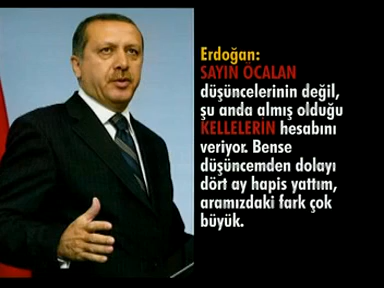 Erdoğan:
SAYIN ÖCALAN
düşüncelerinin değil,
şu anda almış olduğu
KELLELERİN hesabını
veriyor. Bense
düşüncemden dolayı
dört ay hapis yattım,
aramızdaki fark çok
büyük.